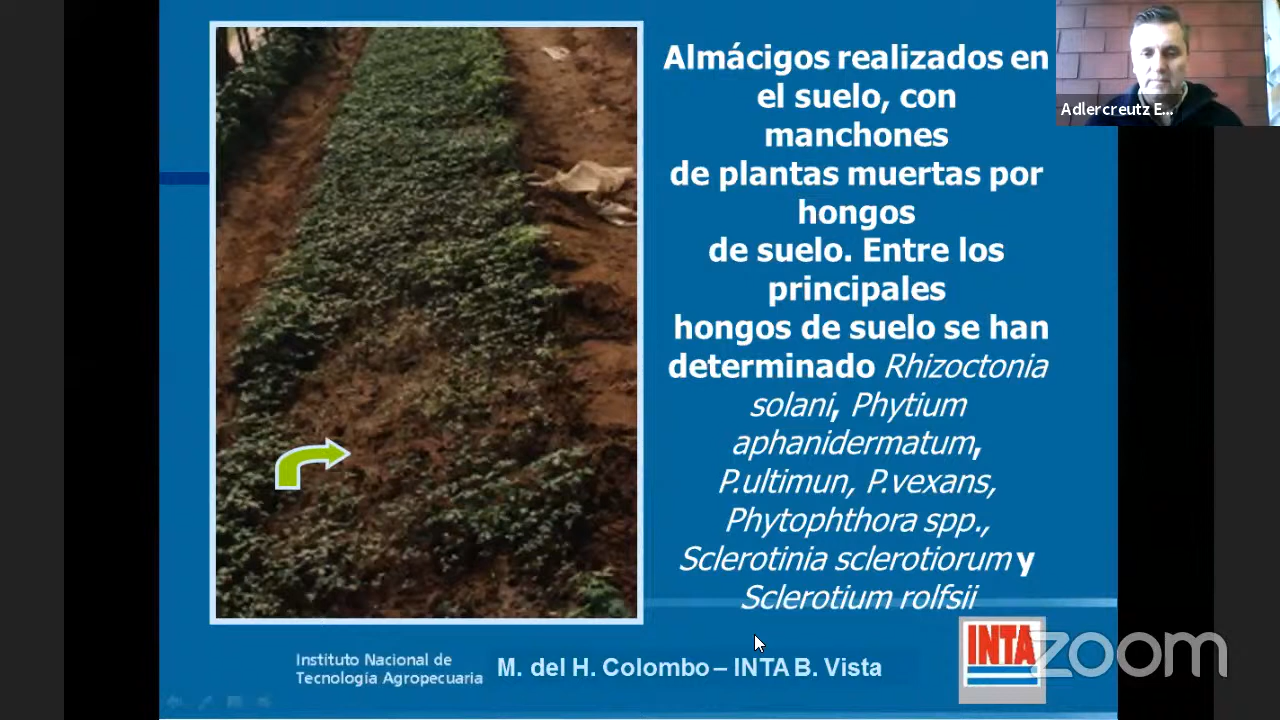 Almácigos realizados en
el suelo, con
manchones
de plantas muertas por
hongos
de suelo. Entre los
principales
hongos de suelo se han
determinado Rhizoctonia
solani, Phytium
aphanidermatum,
P.ultimun, P.vexans,
Phytophthora spp.,
Sclerotinia sclerotiorum y
Sclerotium rolfsii
Adlercreutz E...
Instituto Nacional de
Tecnología Agropecuaria
M. del H. Colombo – INTA B. Vista
INTA
zoom